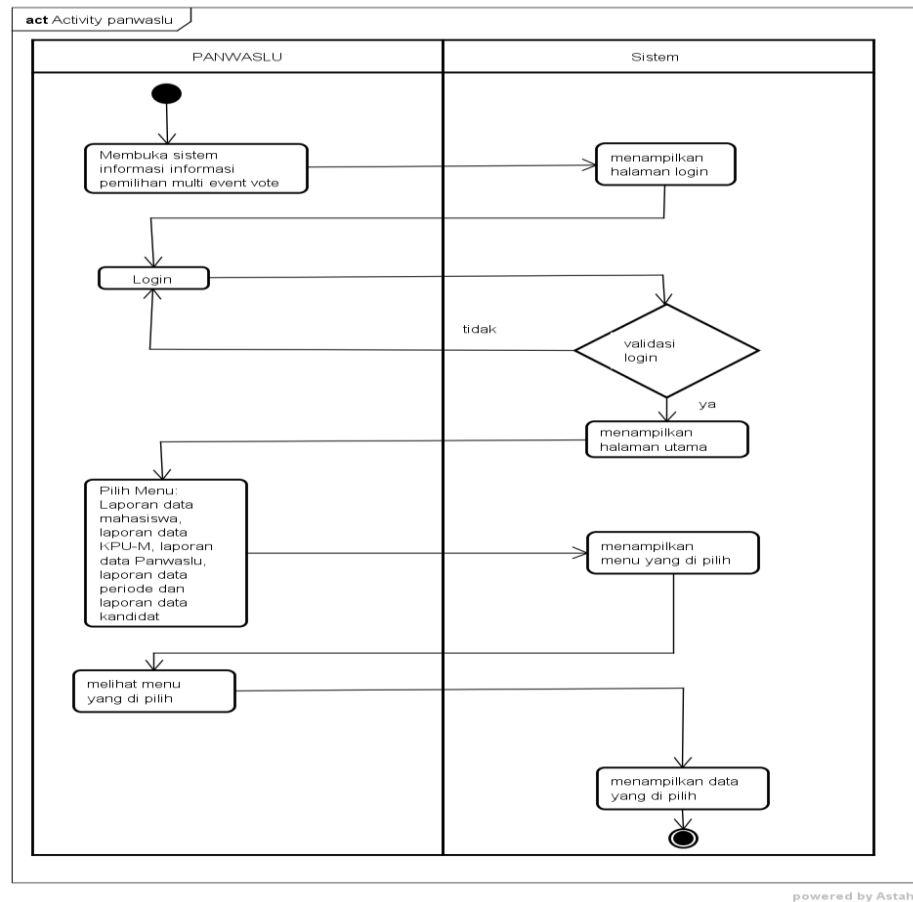 act Activity panwaslu
PANWASLU
Sistem
Membuka sistem
informasi informasi
pemilihan multi event vote
menampilkan
halaman login
Login
tidak
validasi
login
ya
menampilkan
halaman utama
Pilih Menu:
Laporan data
mahasiswa,
laporan data
KPU-M, laporan
data Panwaslu,
laporan data
periode dan
laporan data
kandidat
menampilkan
menu yang di pilih
melihat menu
yang di pilih
menampilkan data
yang di pilih
powered by Astah